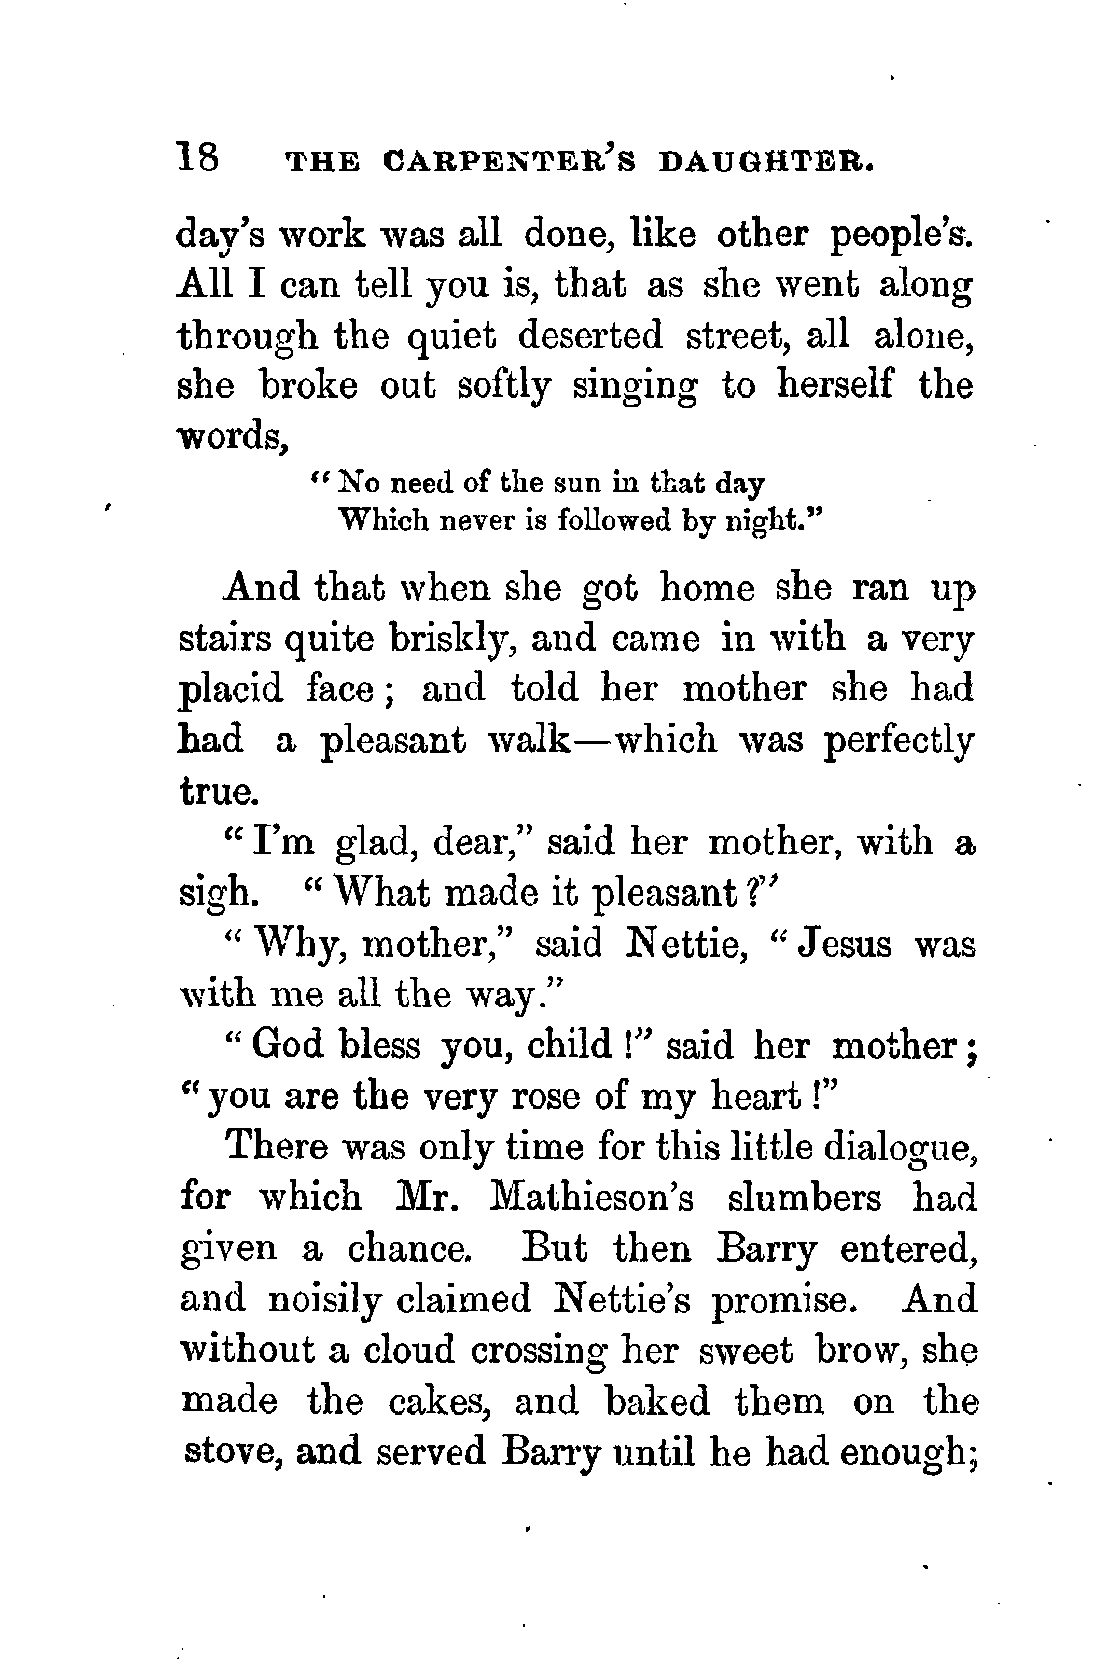 18 THE CARPENTER'S DAUGHTER.
day's work was all done, like other people's.
All I can tell you is, that as she went along
through the quiet deserted street, all alone,
she broke out softly singing to herself the
words,
"No need of the sun in that day
Which never is followed by night."
And that when she got home she ran up
stairs quite briskly, and came in with a very
placid face; and told her mother she had
had a pleasant walk—which was perfectly
true.
"I'm glad, dear," said her mother, with a
sigh. "What made it pleasant?"
"Why, mother," said Nettie, "Jesus was
with me all the way."
"God bless you, child!" said her mother;
"you are the very rose of my heart!"
There was only time for this little dialogue,
for which Mr. Mathieson's slumbers had
given a chance. But then Barry entered,
and noisily claimed Nettie's promise. And
without a cloud crossing her sweet brow, she
made the cakes, and baked them on the
stove, and served Barry until he had enough;